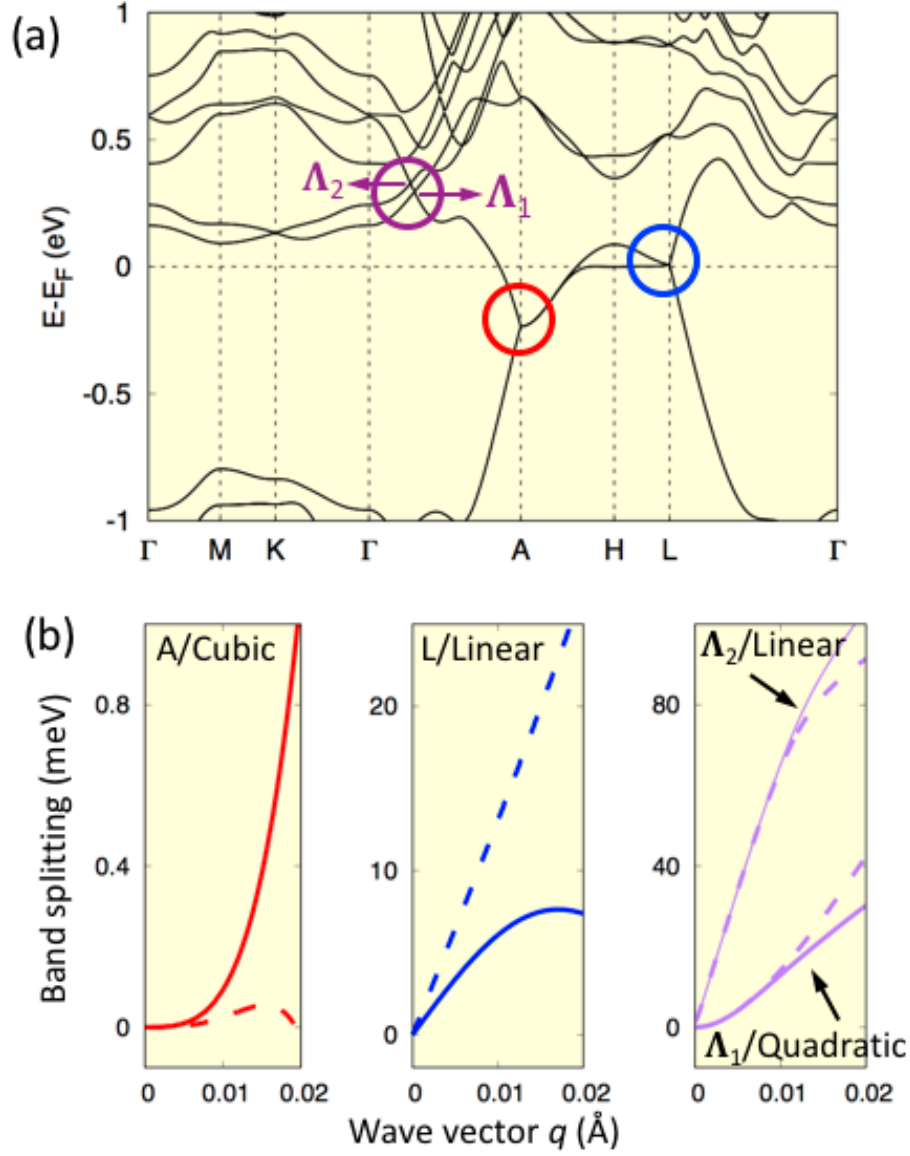 (a)
1
0.5
0
-0.5
-1
E-E_F (eV)
Λ₂
Λ₁
Γ M K Γ A H L Γ
(b)
A/Cubic
L/Linear
Λ₂/Linear
Λ₁/Quadratic
Band splitting (meV)
0.8
0.4
0
20
10
0
80
40
0
0 0.01 0.02
0 0.01 0.02
0 0.01 0.02
Wave vector q (Å)